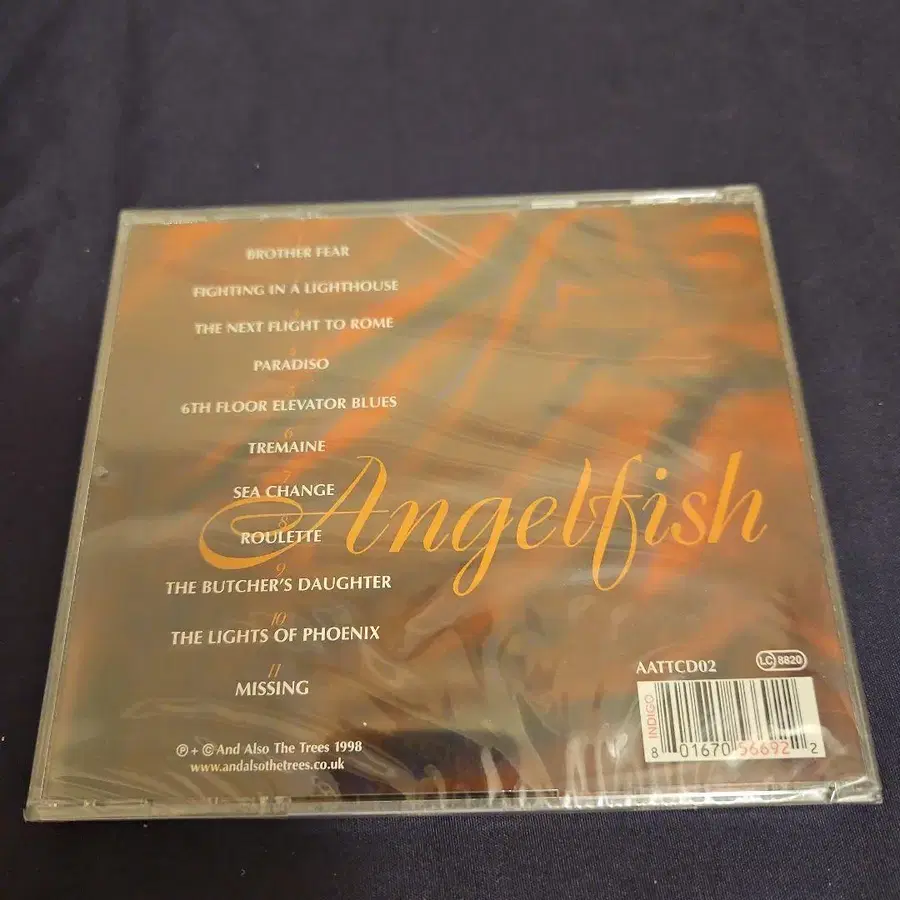 BROTHER FEAR
FIGHTING IN A LIGHTHOUSE
THE NEXT FLIGHT TO ROME
PARADISO
5
6TH FLOOR ELEVATOR BLUES
6
TREMAINE
7
SEA CHANGE
8
ROULETTE
9
THE BUTCHER'S DAUGHTER
10
THE LIGHTS OF PHOENIX
11
MISSING
Angelfish
℗ + © And Also The Trees 1998
www.andalsothetrees.co.uk
AATTCD02
LC 8820
INDIGO
8 01670 56692 2